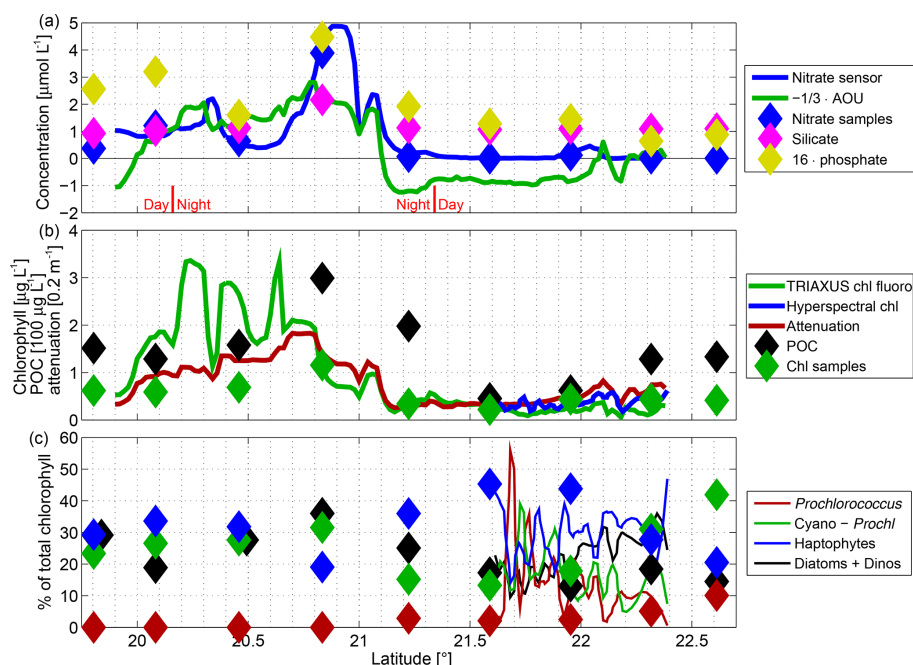 (a)
Concentration [µmol L⁻¹]
5
4
3
2
1
0
−1
−2
Day Night
Night Day
Nitrate sensor
−1/3 · AOU
Nitrate samples
Silicate
16 · phosphate
(b)
Chlorophyll [µg L⁻¹]
POC [100 µg L⁻¹]
attenuation [0.2 m⁻¹]
4
3
2
1
0
TRIAXUS chl fluoro
Hyperspectral chl
Attenuation
POC
Chl samples
(c)
% of total chlorophyll
60
50
40
30
20
10
0
20 20.5 21 21.5 22 22.5
Latitude [°]
Prochlorococcus
Cyano − Prochl
Haptophytes
Diatoms + Dinos